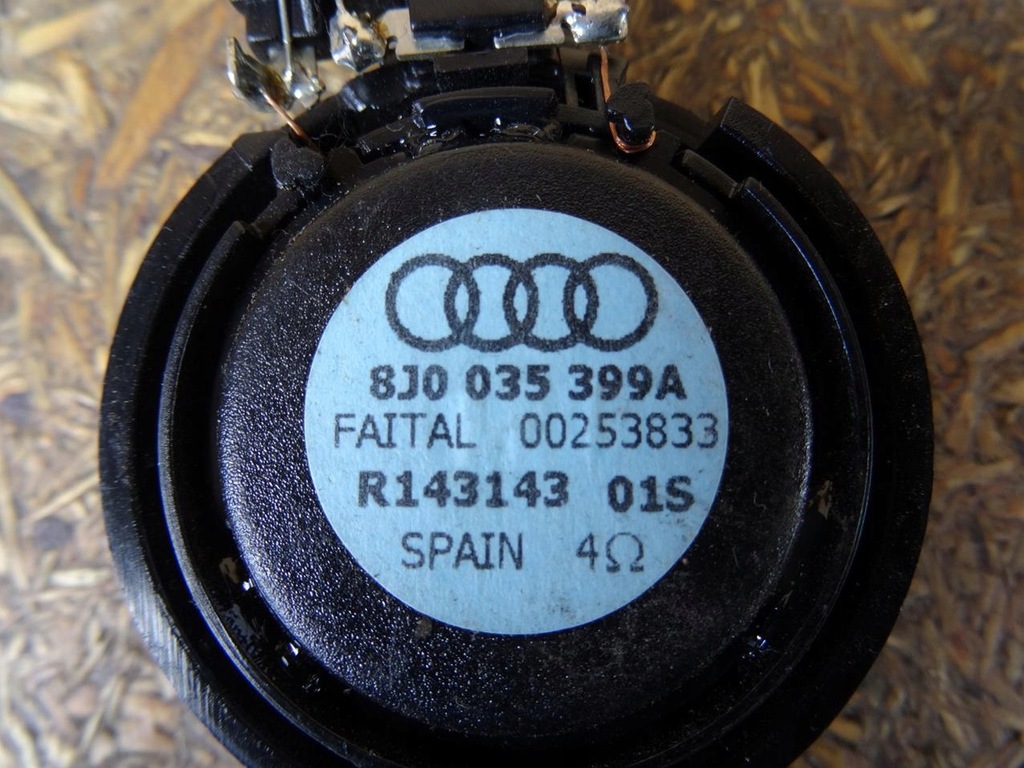 8J0 035 399A
FAITAL 00253833
R143143 01S
SPAIN 4Ω